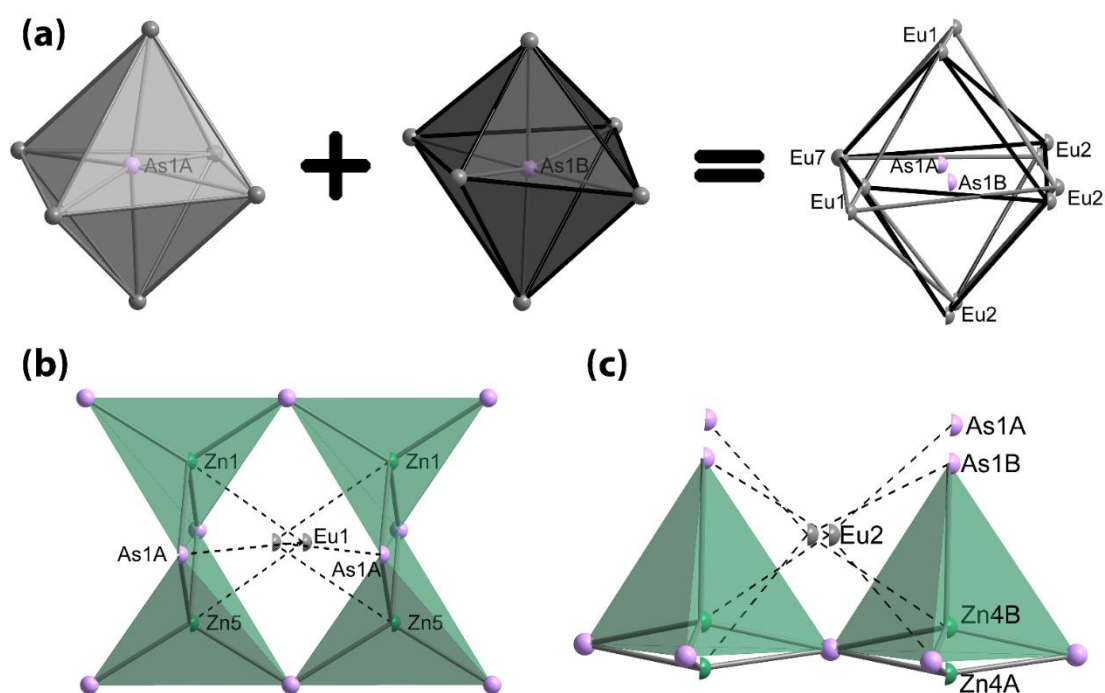 (a)
As1A
As1B
Eu1
Eu7
As1A
Eu2
As1B
Eu1
Eu2
Eu2
(b)
Zn1
Zn1
As1A
Eu1
As1A
Zn5
Zn5
(c)
As1A
As1B
Eu2
Zn4B
Zn4A